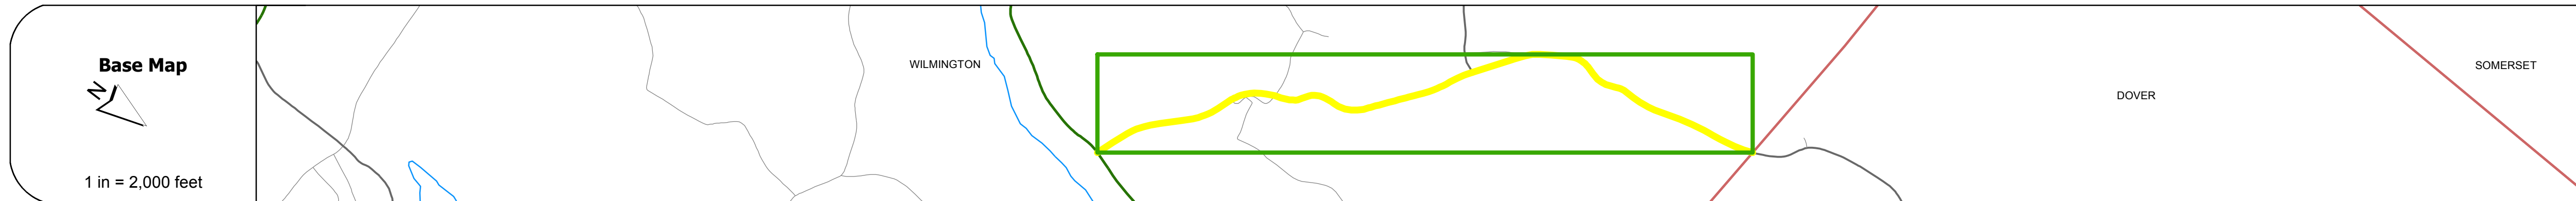 Base Map
N
1 in = 2,000 feet
WILMINGTON
DOVER
SOMERSET